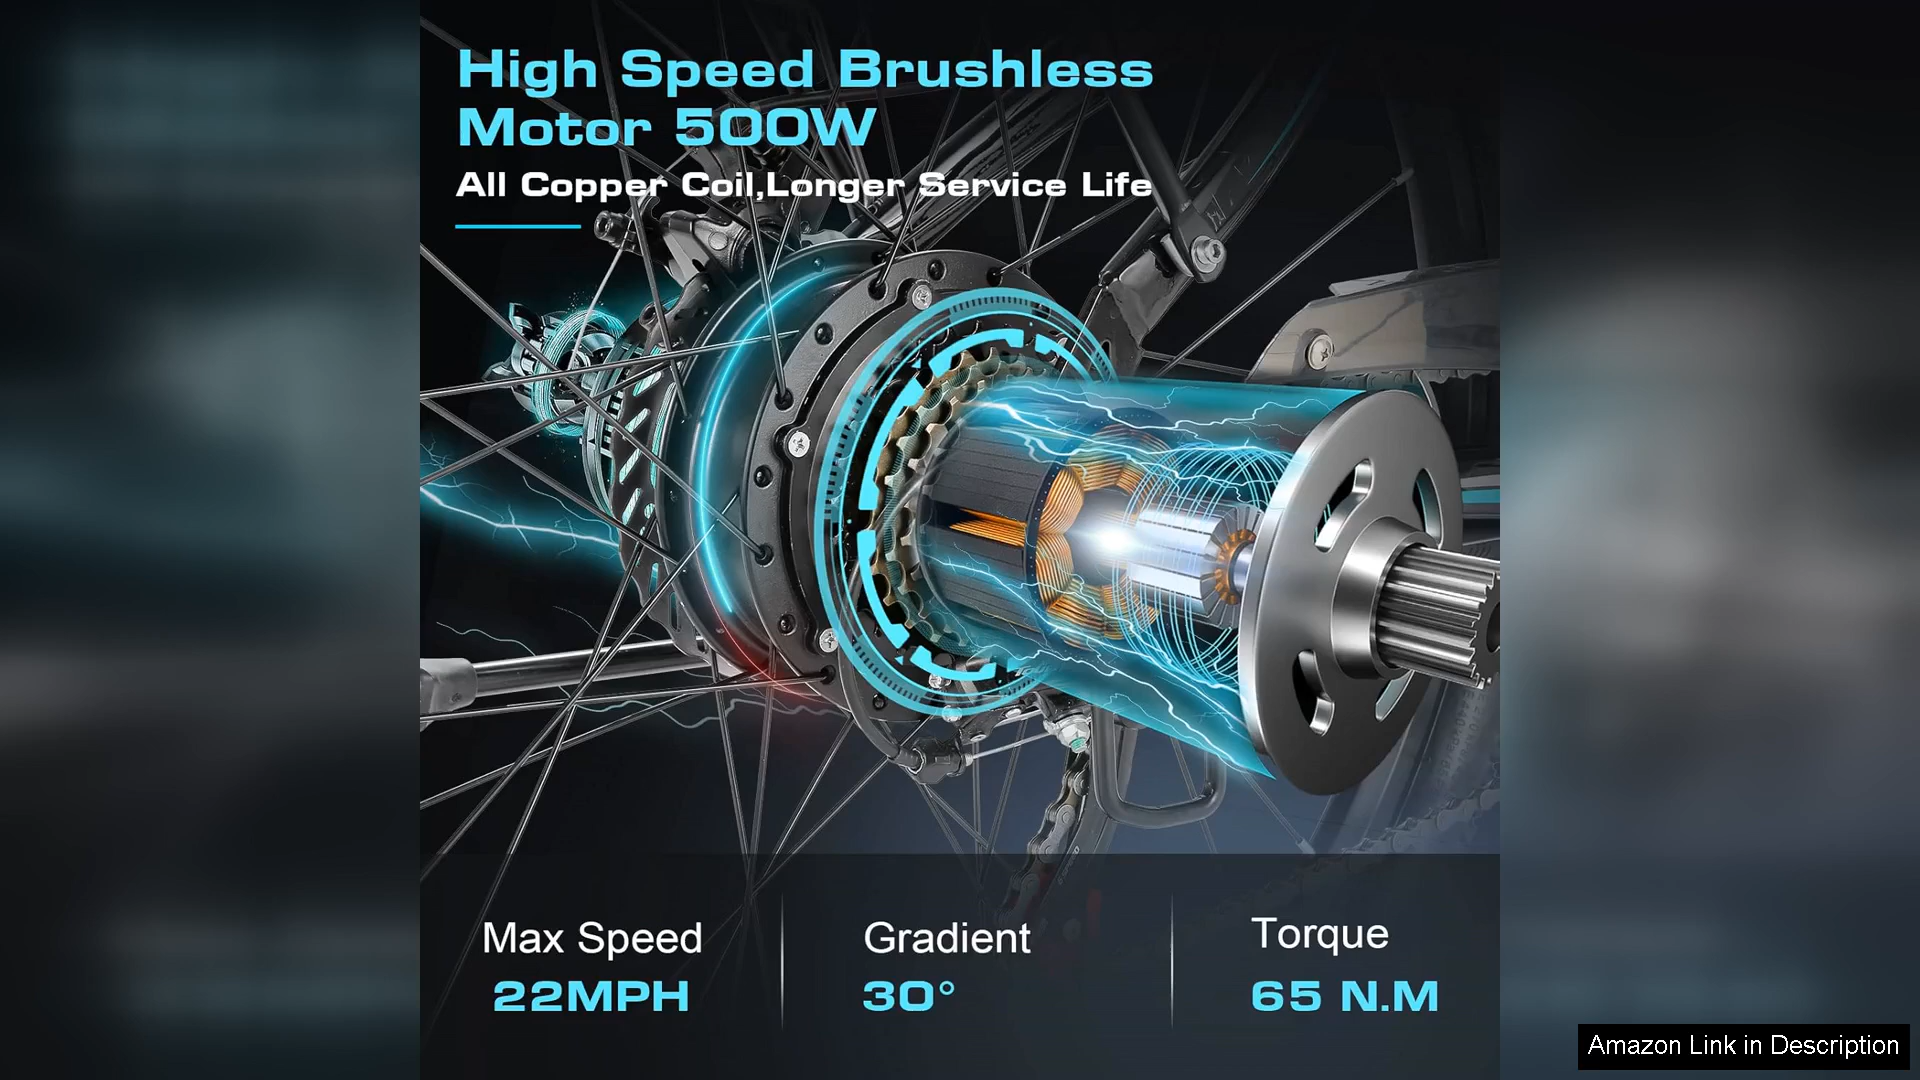 High Speed Brushless
Motor 500W
All Copper Coil,Longer Service Life
Max Speed
22MPH
Gradient
30°
Torque
65 N.M
Amazon Link in Description